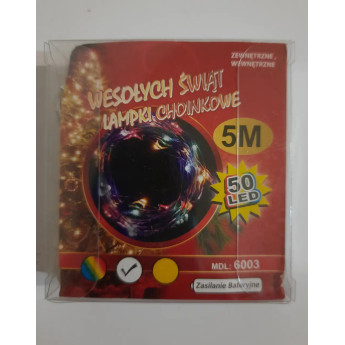 ZEWNĘTRZNE
WEWNĘTRZNE
WESOŁYCH ŚWIĄT
LAMPKI CHOINKOWE
5M
50
LED
MDL: 6003
Zasilanie Bateryjne